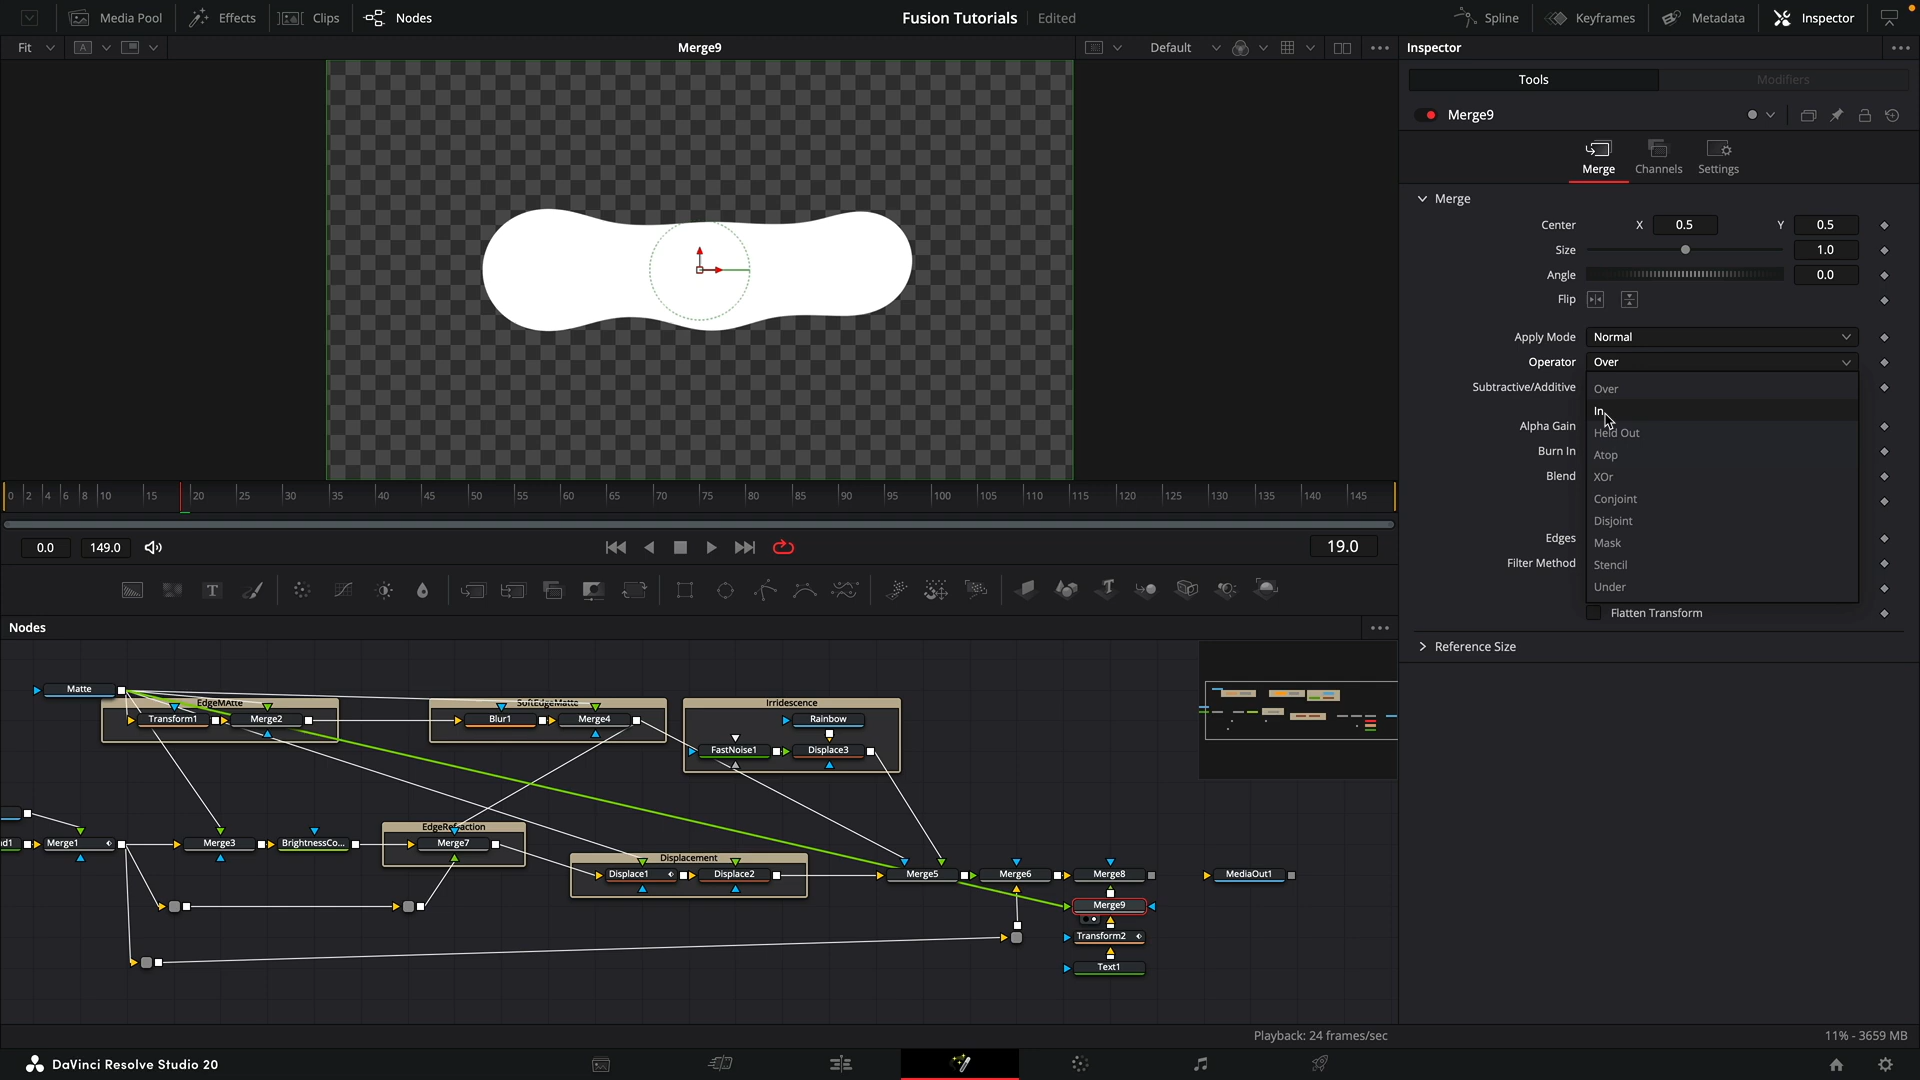 Media Pool
Effects
Clips
Nodes
Fusion Tutorials
Edited
Spline
Keyframes
Metadata
Inspector
Fit
A
Merge9
Default
Inspector
Tools
Modifiers
Merge9
Merge
Channels
Settings
Merge
Center X 0.5 Y 0.5
Size 1.0
Angle 0.0
Flip
Apply Mode Normal
Operator Over
Subtractive/Additive
Alpha Gain
Burn In
Blend
Edges
Filter Method
Over
In
Held Out
Atop
XOr
Conjoint
Disjoint
Mask
Stencil
Under
Flatten Transform
Reference Size
0 2 4 6 8 10 15 20 25 30 35 40 45 50 55 60 65 70 75 80 85 90 95 100 105 110 115 120 125 130 135 140 145
0.0
149.0
19.0
T
Nodes
Matte
EdgeMAtte
Transform1
Merge2
SoftEdgeMatte
Blur1
Merge4
Irridescence
Rainbow
FastNoise1
Displace3
d1
Merge1
Merge3
BrightnessCo...
Merge7
Displacement
Displace1
Displace2
Merge5
Merge6
Merge8
MediaOut1
Merge9
Transform2
Text1
Playback: 24 frames/sec
11% - 3659 MB
DaVinci Resolve Studio 20